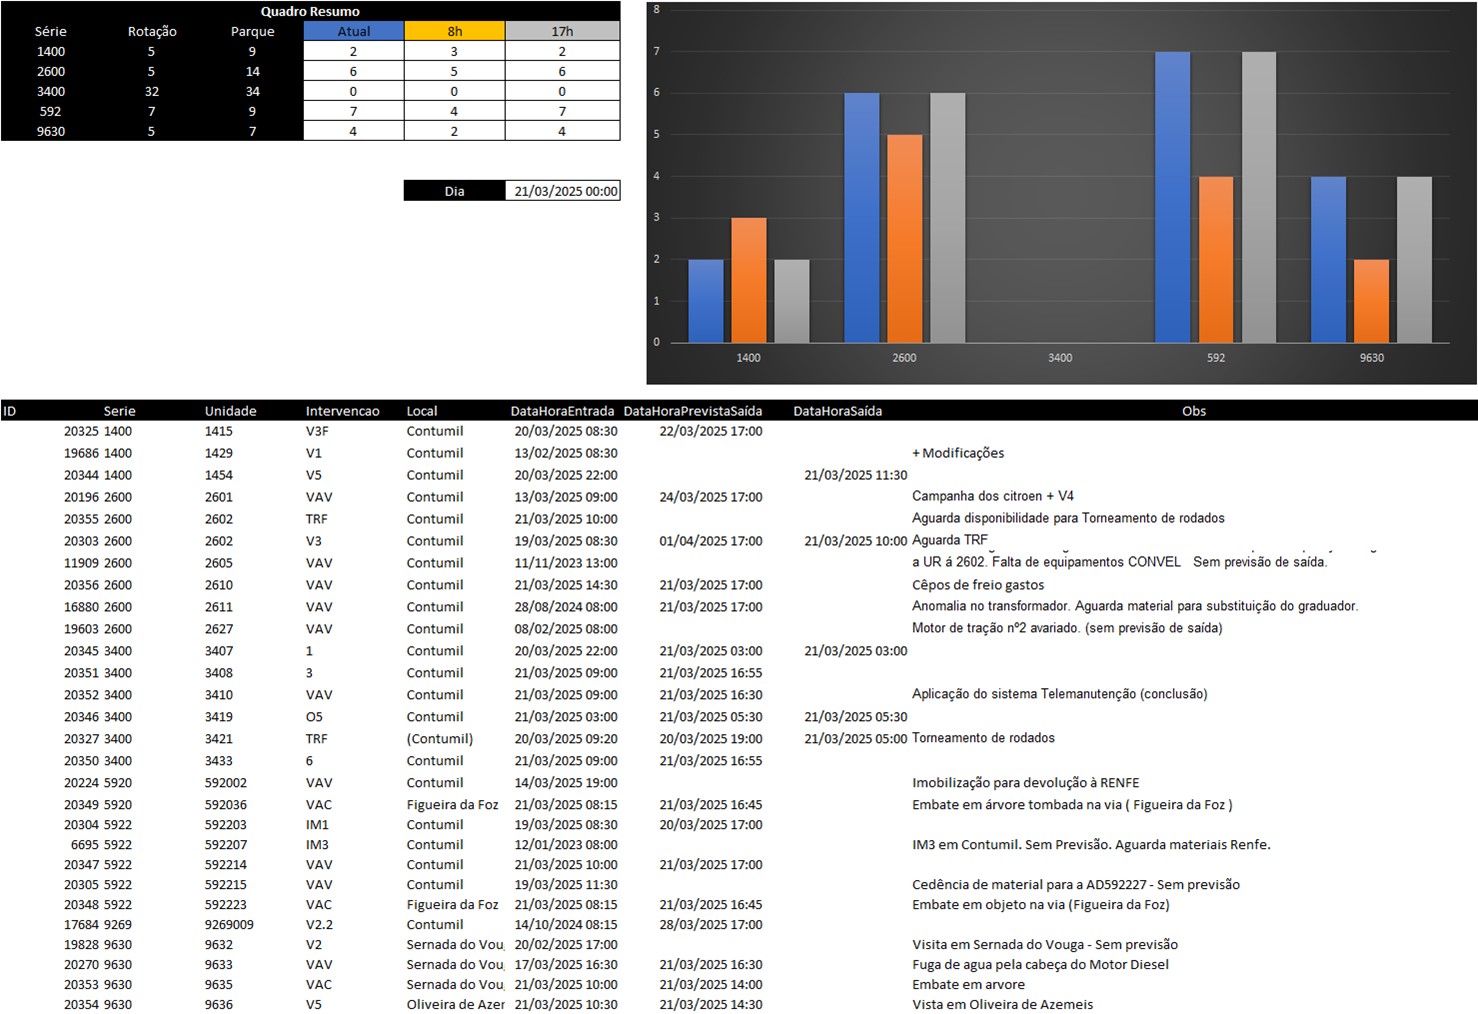 Quadro Resumo
Série Rotação Parque Atual 8h 17h
1400 5 9 2 3 2
2600 5 14 6 5 6
3400 32 34 0 0 0
592 7 9 7 4 7
9630 5 7 4 2 4
Dia 21/03/2025 00:00
8
7
6
5
4
3
2
1
0
1400 2600 3400 592 9630
ID Serie Unidade Intervencao Local DataHoraEntrada DataHoraPrevistaSaída DataHoraSaída Obs
20325 1400 1415 V3F Contumil 20/03/2025 08:30 22/03/2025 17:00
19686 1400 1429 V1 Contumil 13/02/2025 08:30 + Modificações
20344 1400 1454 V5 Contumil 20/03/2025 22:00 21/03/2025 11:30
20196 2600 2601 VAV Contumil 13/03/2025 09:00 24/03/2025 17:00 Campanha dos citroen + V4
20355 2600 2602 TRF Contumil 21/03/2025 10:00 Aguarda disponibilidade para Torneamento de rodados
20303 2600 2602 V3 Contumil 19/03/2025 08:30 01/04/2025 17:00 21/03/2025 10:00 Aguarda TRF
11909 2600 2605 VAV Contumil 11/11/2023 13:00 a UR á 2602. Falta de equipamentos CONVEL Sem previsão de saída.
20356 2600 2610 VAV Contumil 21/03/2025 14:30 21/03/2025 17:00 Cêpos de freio gastos
16880 2600 2611 VAV Contumil 28/08/2024 08:00 21/03/2025 17:00 Anomalia no transformador. Aguarda material para substituição do graduador.
19603 2600 2627 VAV Contumil 08/02/2025 08:00 Motor de tração nº2 avariado. (sem previsão de saída)
20345 3400 3407 1 Contumil 20/03/2025 22:00 21/03/2025 03:00 21/03/2025 03:00
20351 3400 3408 3 Contumil 21/03/2025 09:00 21/03/2025 16:55
20352 3400 3410 VAV Contumil 21/03/2025 09:00 21/03/2025 16:30 Aplicação do sistema Telemanutenção (conclusão)
20346 3400 3419 O5 Contumil 21/03/2025 03:00 21/03/2025 05:30 21/03/2025 05:30
20327 3400 3421 TRF (Contumil) 20/03/2025 09:20 20/03/2025 19:00 21/03/2025 05:00 Torneamento de rodados
20350 3400 3433 6 Contumil 21/03/2025 09:00 21/03/2025 16:55
20224 5920 592002 VAV Contumil 14/03/2025 19:00 Imobilização para devolução à RENFE
20349 5920 592036 VAC Figueira da Foz 21/03/2025 08:15 21/03/2025 16:45 Embate em árvore tombada na via ( Figueira da Foz )
20304 5922 592203 IM1 Contumil 19/03/2025 08:30 20/03/2025 17:00
6695 5922 592207 IM3 Contumil 12/01/2023 08:00 IM3 em Contumil. Sem Previsão. Aguarda materiais Renfe.
20347 5922 592214 VAV Contumil 21/03/2025 10:00 21/03/2025 17:00
20305 5922 592215 VAV Contumil 19/03/2025 11:30 Cedência de material para a AD592227 - Sem previsão
20348 5922 592223 VAC Figueira da Foz 21/03/2025 08:15 21/03/2025 16:45 Embate em objeto na via (Figueira da Foz)
17684 9269 9269009 V2.2 Contumil 14/10/2024 08:15 28/03/2025 17:00
19828 9630 9632 V2 Sernada do Vou 20/02/2025 17:00 Visita em Sernada do Vouga - Sem previsão
20270 9630 9633 VAV Sernada do Vou 17/03/2025 16:30 21/03/2025 16:30 Fuga de agua pela cabeça do Motor Diesel
20353 9630 9635 VAC Sernada do Vou 21/03/2025 10:00 21/03/2025 14:00 Embate em arvore
20354 9630 9636 V5 Oliveira de Azer 21/03/2025 10:30 21/03/2025 14:30 Vista em Oliveira de Azemeis